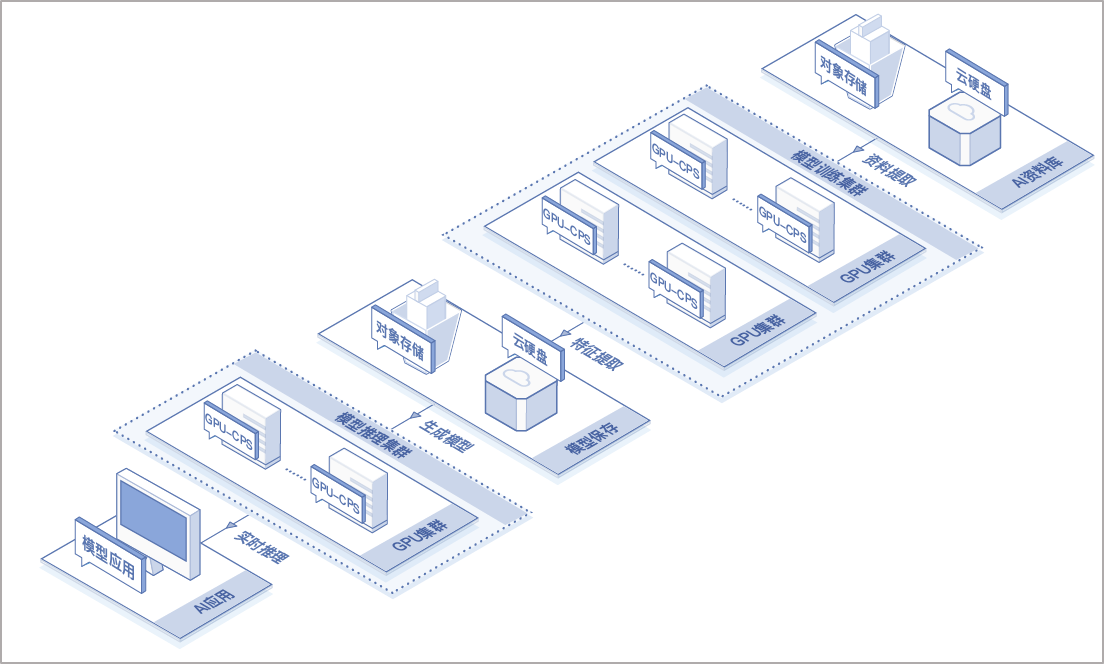 对象存储
云硬盘
AI资料库
资料提取
模型训练集群
GPU-CPS
GPU-CPS
GPU集群
GPU-CPS
GPU-CPS
GPU集群
特征提取
对象存储
云硬盘
模型保存
生成模型
模型推理集群
GPU-CPS
GPU-CPS
GPU集群
实时推理
模型应用
AI应用